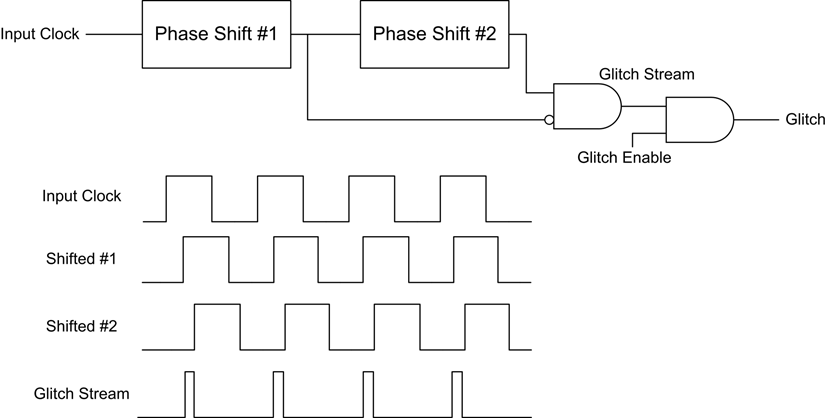 Input Clock
Phase Shift #1
Phase Shift #2
Glitch Stream
Glitch
Glitch Enable
Input Clock
Shifted #1
Shifted #2
Glitch Stream